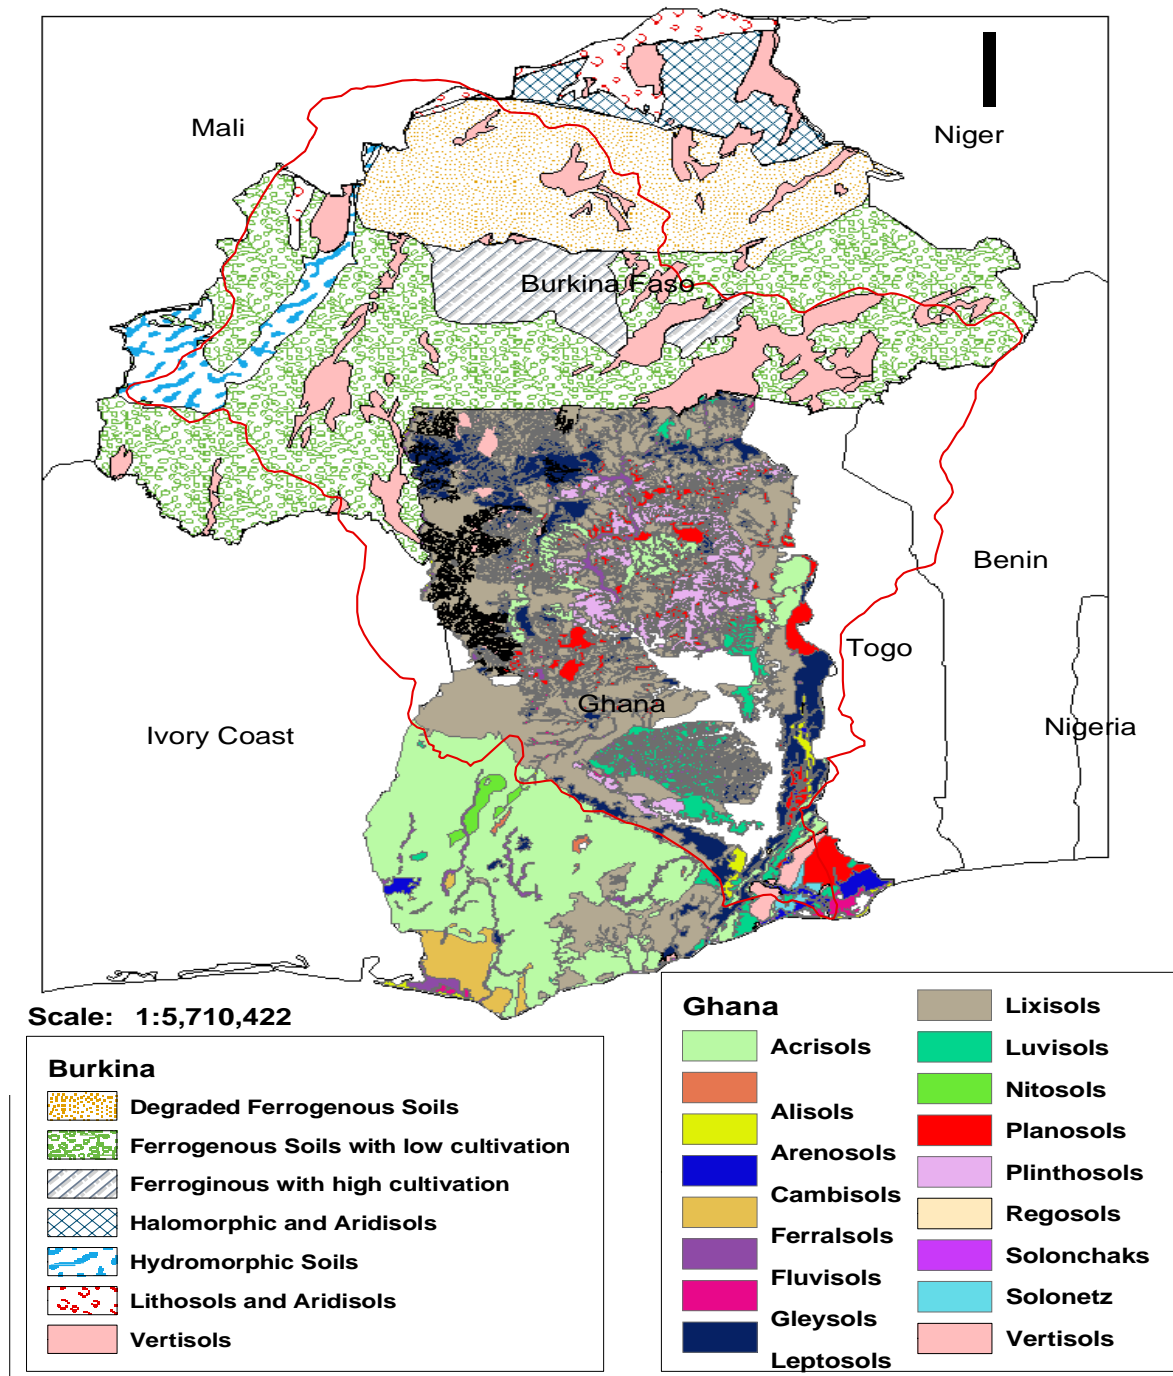 Mali
Niger
Burkina Faso
Benin
Togo
Ghana
Ivory Coast
Nigeria
Scale: 1:5,710,422
Burkina
Degraded Ferrogenous Soils
Ferrogenous Soils with low cultivation
Ferroginous with high cultivation
Halomorphic and Aridisols
Hydromorphic Soils
Lithosols and Aridisols
Vertisols
Ghana
Acrisols
Alisols
Arenosols
Cambisols
Ferralsols
Fluvisols
Gleysols
Leptosols
Lixisols
Luvisols
Nitosols
Planosols
Plinthosols
Regosols
Solonchaks
Solonetz
Vertisols